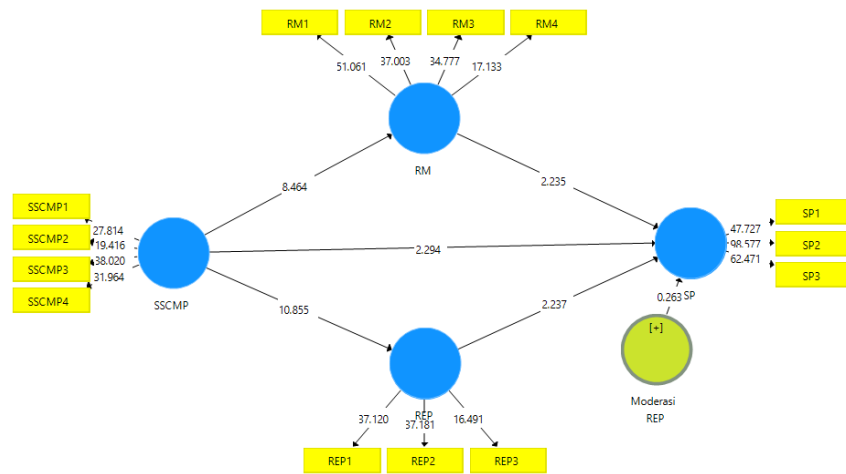 RM1
RM2
RM3
RM4
51.061
37.003
34.777
17.133
RM
8.464
2.235
SSCMP1
SSCMP2
SSCMP3
SSCMP4
27.814
19.416
38.020
31.964
SSCMP
2.294
47.727
98.577
62.471
SP1
SP2
SP3
SP
0.263
[+]
Moderasi
REP
10.855
2.237
REP
37.120
37.181
16.491
REP1
REP2
REP3